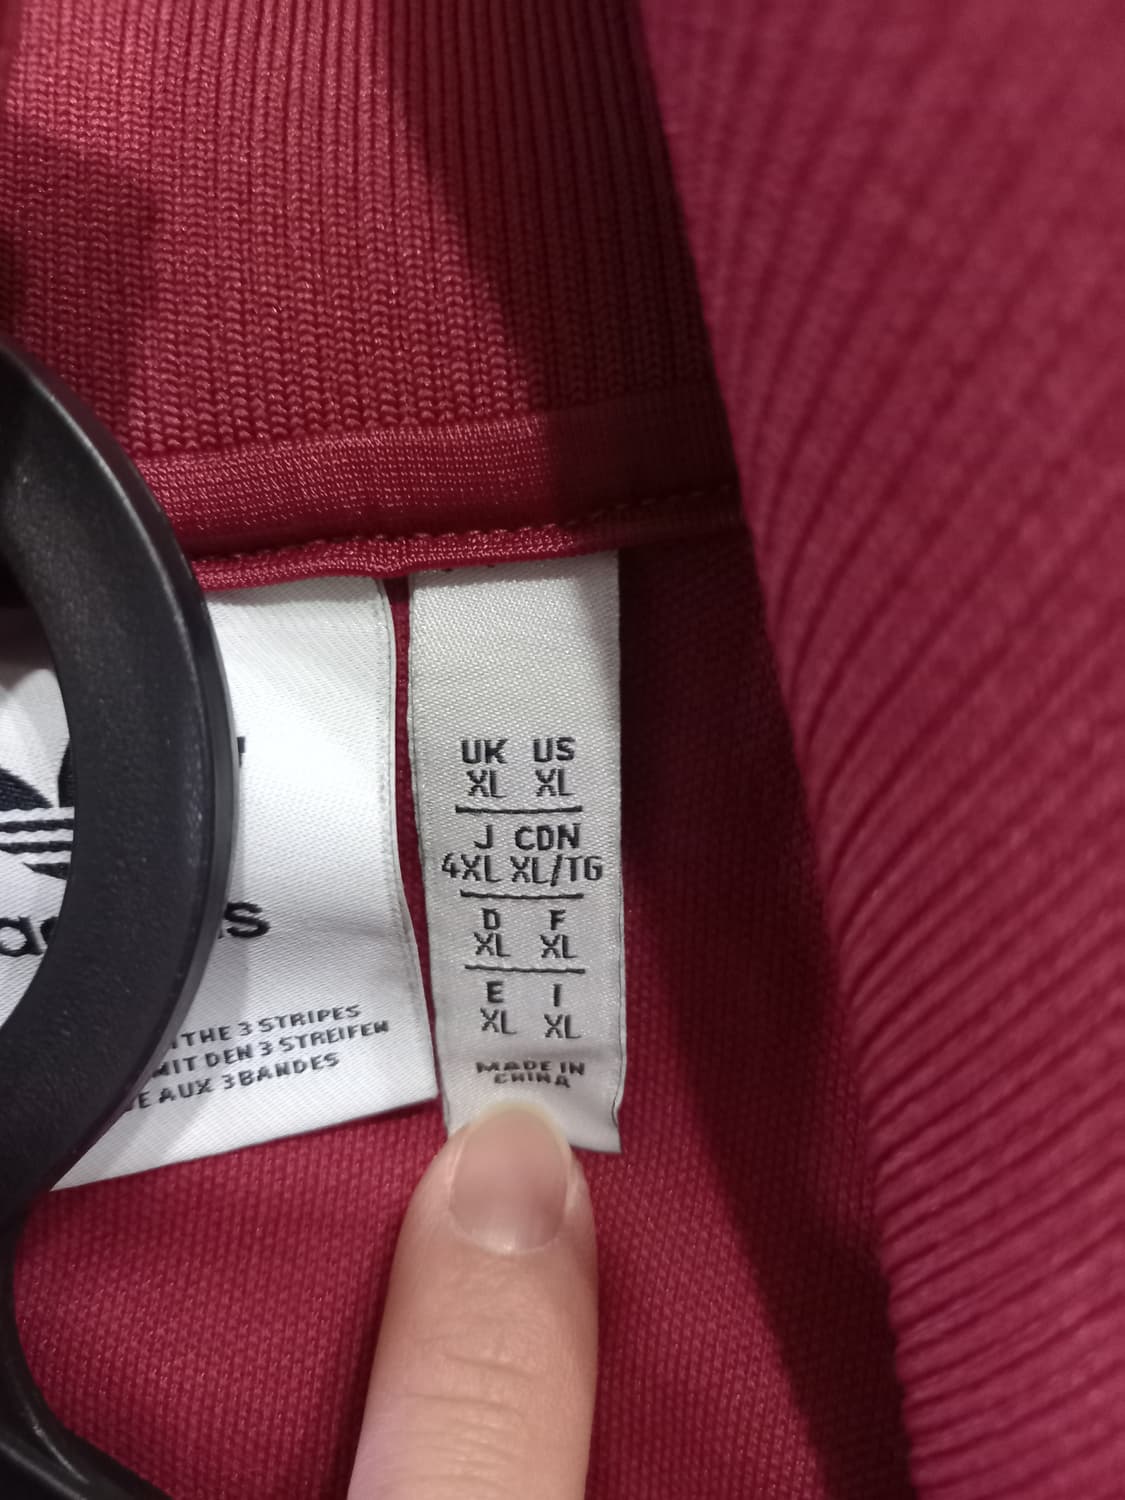 THE 3 STRIPES
MIT DEN 3 STREIFEN
AUX 3 BANDES
UK US
XL XL
J CDN
4XL XL/TG
D F
XL XL
E I
XL XL
MADE IN
CHINA